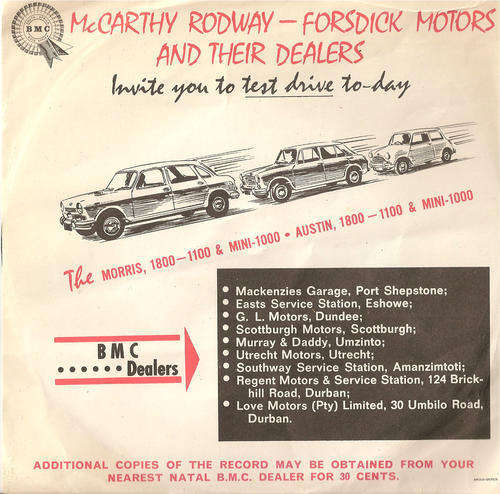 BMC
McCARTHY RODWAY – FORSDICK MOTORS
AND THEIR DEALERS
Invite you to test drive to-day
The MORRIS, 1800–1100 & MINI-1000 • AUSTIN, 1800–1100 & MINI-1000
BMC
...... Dealers
• Mackenzies Garage, Port Shepstone;
• Easts Service Station, Eshowe;
• G. L. Motors, Dundee;
• Scottburgh Motors, Scottburgh;
• Murray & Daddy, Umzinto;
• Utrecht Motors, Utrecht;
• Southway Service Station, Amanzimtoti;
• Regent Motors & Service Station, 124 Brick-
hill Road, Durban;
• Love Motors (Pty) Limited, 30 Umbilo Road,
Durban.
ADDITIONAL COPIES OF THE RECORD MAY BE OBTAINED FROM YOUR
NEAREST NATAL B.M.C. DEALER FOR 30 CENTS.